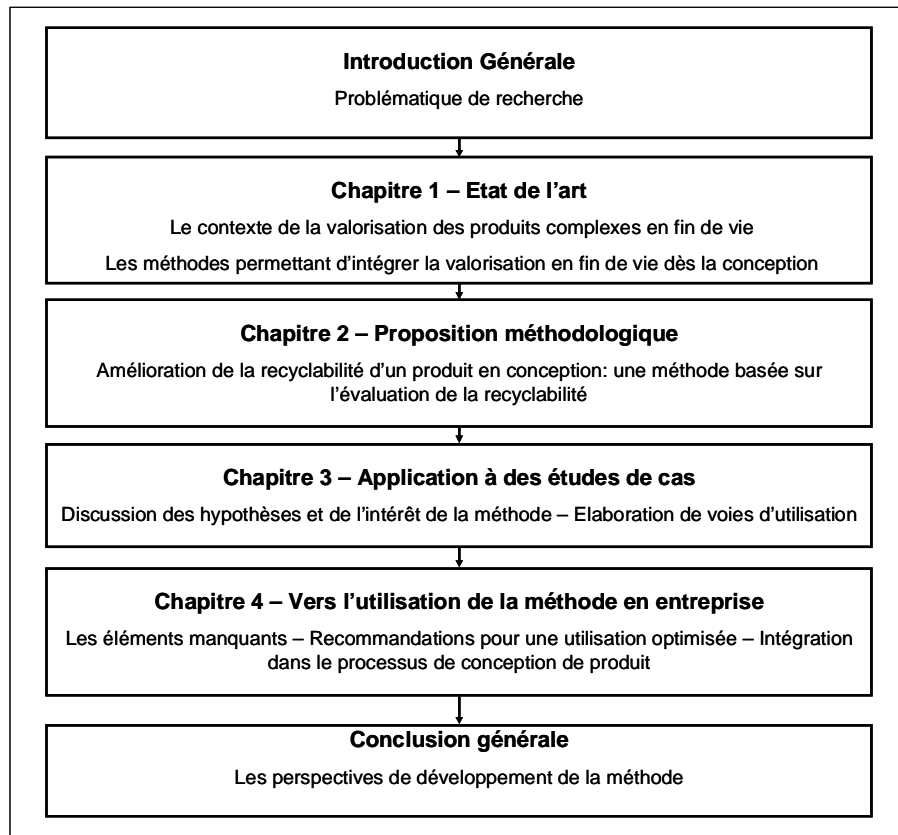 Introduction Générale
Problématique de recherche
Chapitre 1 – Etat de l’art
Le contexte de la valorisation des produits complexes en fin de vie
Les méthodes permettant d’intégrer la valorisation en fin de vie dès la conception
Chapitre 2 – Proposition méthodologique
Amélioration de la recyclabilité d’un produit en conception: une méthode basée sur
l’évaluation de la recyclabilité
Chapitre 3 – Application à des études de cas
Discussion des hypothèses et de l’intérêt de la méthode – Elaboration de voies d’utilisation
Chapitre 4 – Vers l’utilisation de la méthode en entreprise
Les éléments manquants – Recommandations pour une utilisation optimisée – Intégration
dans le processus de conception de produit
Conclusion générale
Les perspectives de développement de la méthode